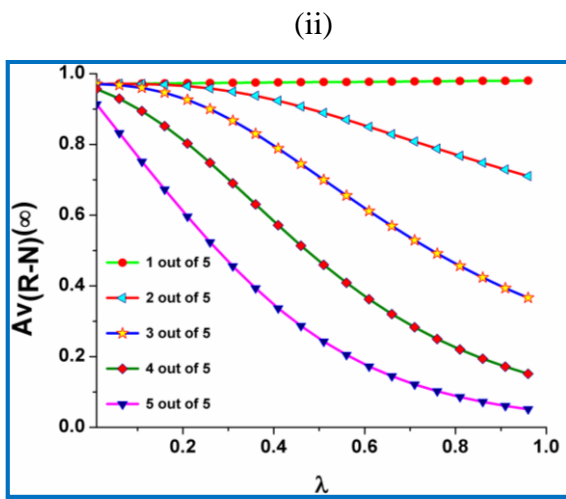 (ii)
Av(R-N)(∞)
1.0
0.8
0.6
0.4
0.2
0.0
1 out of 5
2 out of 5
3 out of 5
4 out of 5
5 out of 5
0.2 0.4 0.6 0.8 1.0
λ